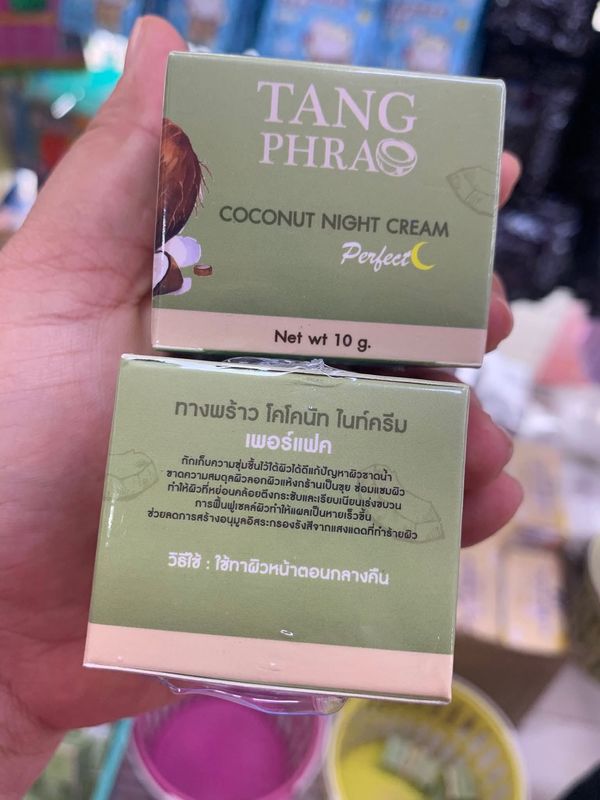 TANG
PHRAO
COCONUT NIGHT CREAM
Perfect
Net wt 10 g.
ทางพร้าว โคโคนัท ไนท์ครีม
เพอร์แฟค
กักเก็บความชุ่มชื้นไว้ใต้ผิวได้ดีแก้ปัญหาผิวขาดน้ำ
ขาดความสมดุลผิวลอกผิวแห้งกร้านเป็นขุย ซ่อมแซมผิว
ทำให้ผิวที่หย่อนคล้อยตึงกระชับและเรียบเนียนเร่งขบวน
การฟื้นฟูเซลล์ผิวทำให้แผลเป็นหายเร็วขึ้น
ช่วยลดการสร้างอนุมูลอิสระกรองรังสีจากแสงแดดที่ทำร้ายผิว
วิธีใช้ : ใช้ทาผิวหน้าตอนกลางคืน